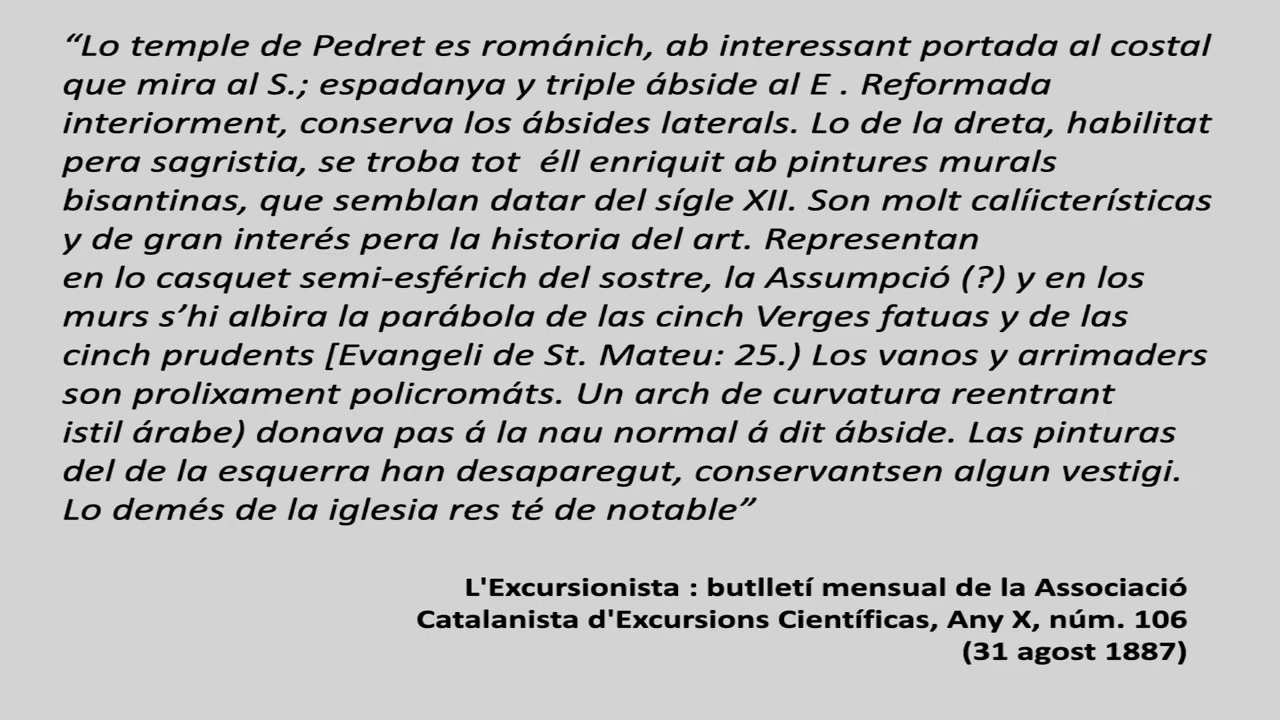 “Lo temple de Pedret es románich, ab interessant portada al costal
que mira al S.; espadanya y triple ábside al E . Reformada
interiorment, conserva los ábsides laterals. Lo de la dreta, habilitat
pera sagristia, se troba tot  éll enriquit ab pintures murals
bisantinas, que semblan datar del sígle XII. Son molt calíicterísticas
y de gran interés pera la historia del art. Representan
en lo casquet semi-esférich del sostre, la Assumpció (?) y en los
murs s’hi albira la parábola de las cinch Verges fatuas y de las
cinch prudents [Evangeli de St. Mateu: 25.) Los vanos y arrimaders
son prolixament policromáts. Un arch de curvatura reentrant
istil árabe) donava pas á la nau normal á dit ábside. Las pinturas
del de la esquerra han desaparegut, conservantsen algun vestigi.
Lo demés de la iglesia res té de notable”
L'Excursionista : butlletí mensual de la Associació
Catalanista d'Excursions Científicas, Any X, núm. 106
(31 agost 1887)